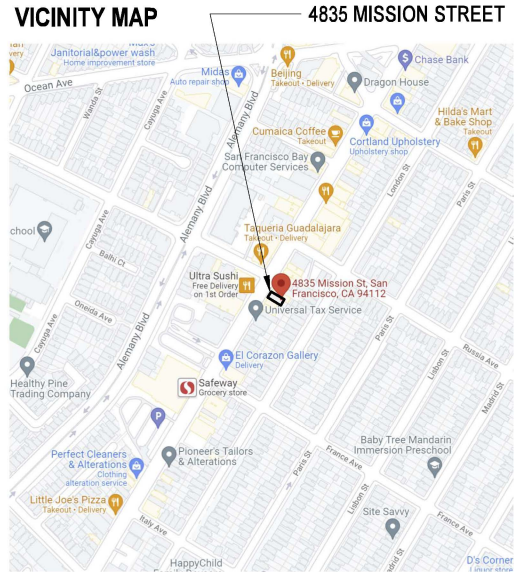 VICINITY MAP
4835 MISSION STREET
Janitorial&power wash
Home improvement store
Ocean Ave
Wanda St
Cayuga Ave
Midas
Auto repair shop
Alemany Blvd
Beijing
Takeout • Delivery
Chase Bank
Dragon House
Hilda's Mart
& Bake Shop
Takeout
Cumaica Coffee
Takeout
Cortland Upholstery
Upholstery shop
San Francisco Bay
Computer Services
London St
Paris St
Taqueria Guadalajara
Takeout • Delivery
Cayuga Ave
Alemany Blvd
Balhi Ct
Ultra Sushi
Free Delivery
on 1st Order
4835 Mission St, San
Francisco, CA 94112
Universal Tax Service
Oneida Ave
Cayuga Ave
Alemany Blvd
Paris St
Russia Ave
Lisbon St
Madrid St
El Corazon Gallery
Delivery
Healthy Pine
Trading Company
Safeway
Grocery store
P
Baby Tree Mandarin
Immersion Preschool
France Ave
Paris St
Perfect Cleaners
& Alterations
Clothing
alteration service
Pioneer's Tailors
& Alterations
Little Joe's Pizza
Takeout • Delivery
Italy Ave
Lisbon St
Site Savvy
France Ave
HappyChild
D's Corner